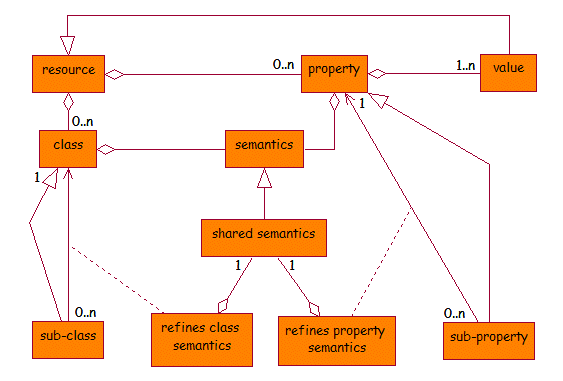 resource
0..n
property
1..n
value
1
0..n
class
semantics
1
shared semantics
1
1
0..n
0..n
sub-class
refines class
semantics
refines property
semantics
sub-property